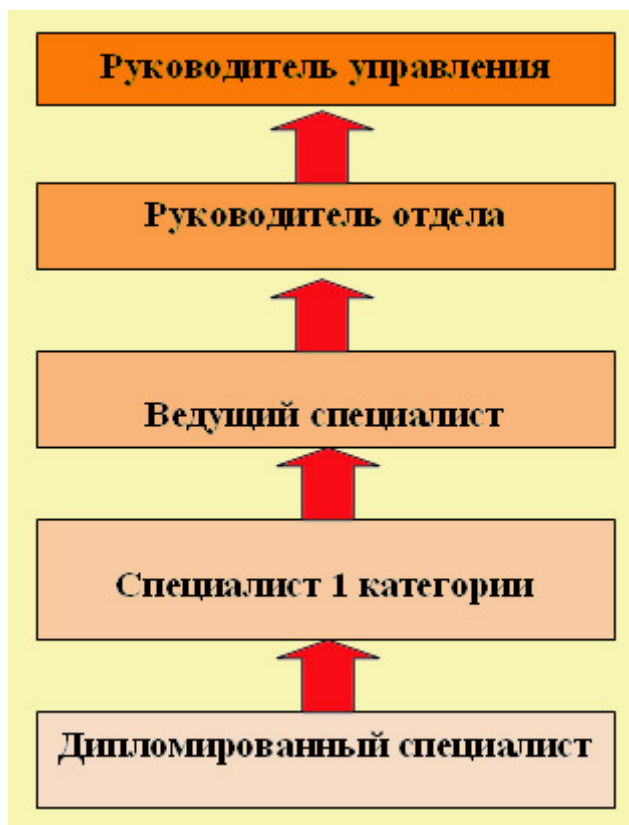 Руководитель управления
Руководитель отдела
Ведущий специалист
Специалист 1 категории
Дипломированный специалист